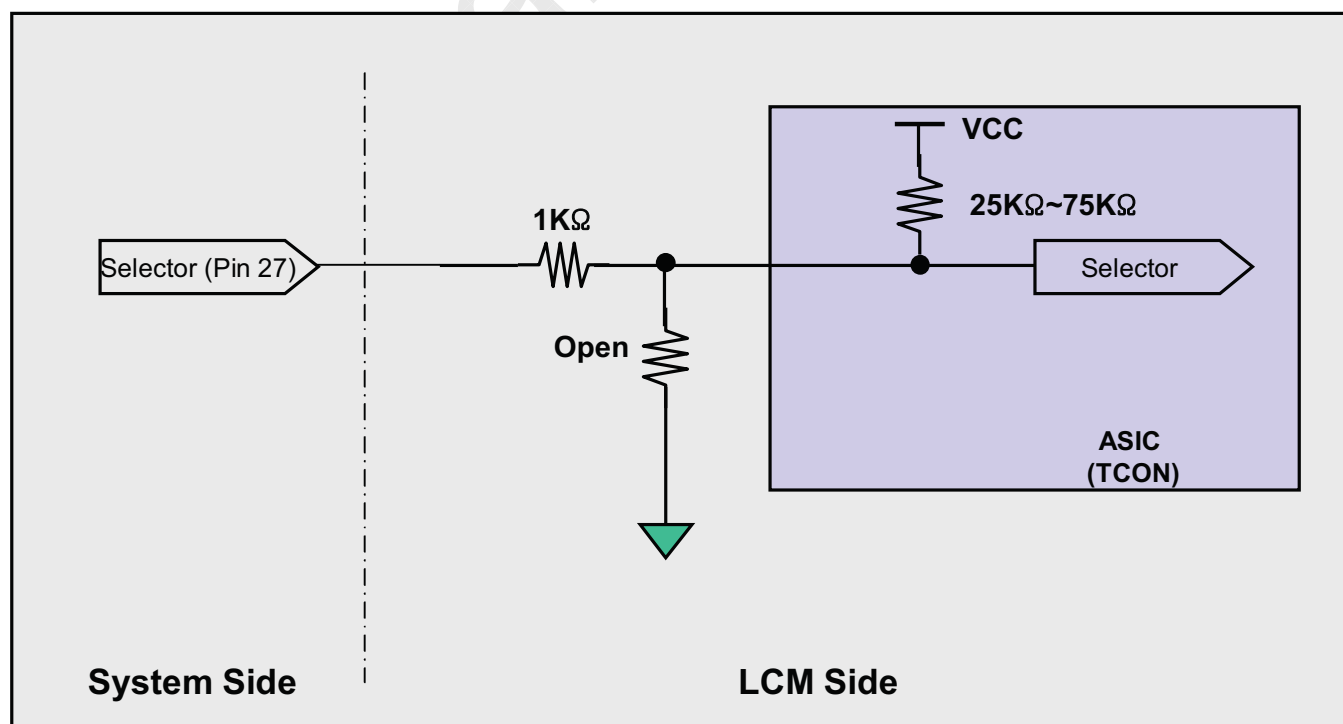 VCC
25KΩ~75KΩ
1KΩ
Selector (Pin 27)
Selector
Open
ASIC
(TCON)
System Side
LCM Side